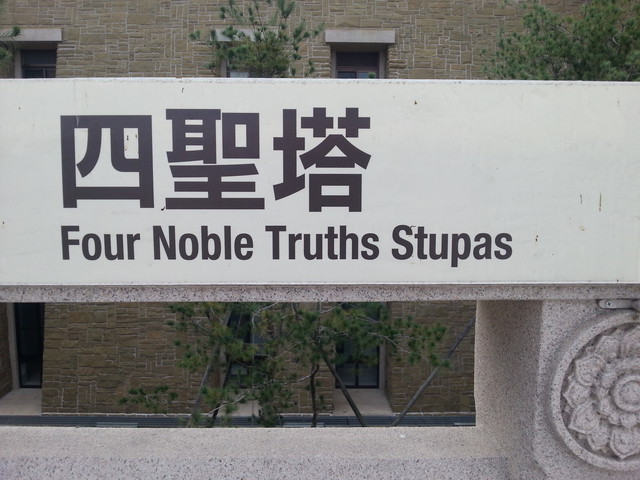 四聖塔
Four Noble Truths Stupas